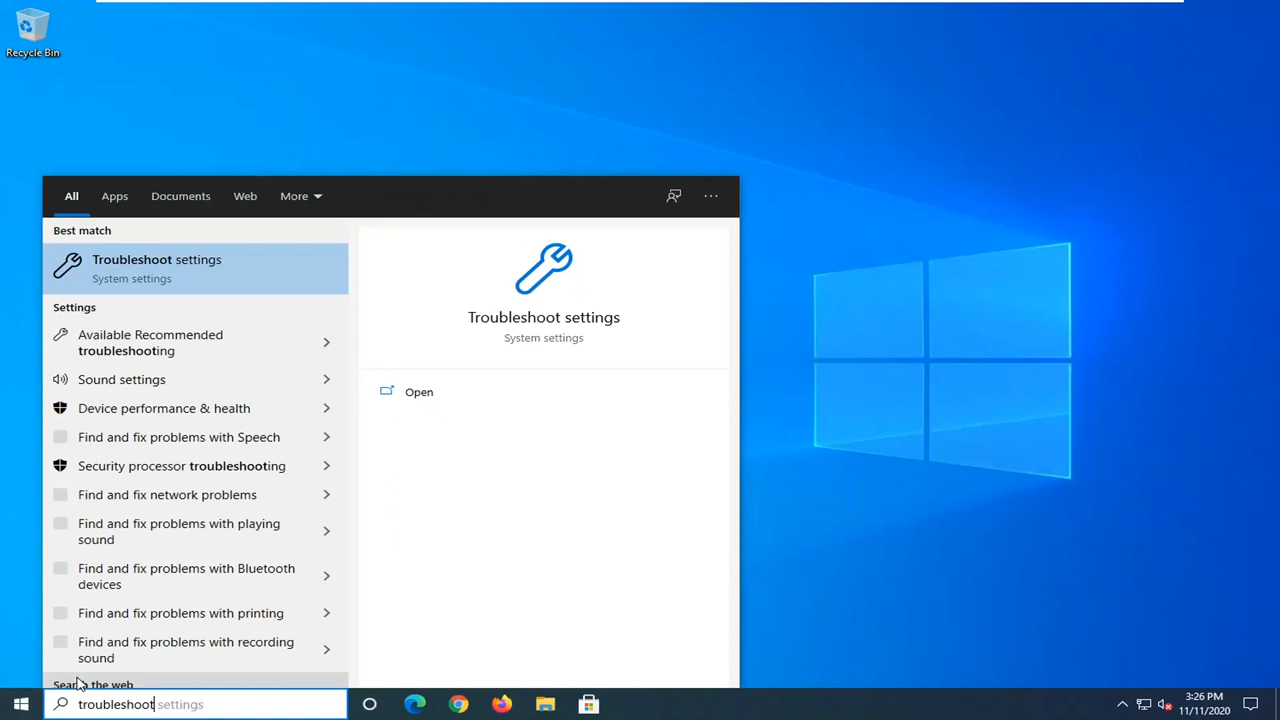 Recycle Bin
All Apps Documents Web More
Best match
Troubleshoot settings
System settings
Settings
Available Recommended
troubleshooting
Sound settings
Device performance & health
Find and fix problems with Speech
Security processor troubleshooting
Find and fix network problems
Find and fix problems with playing
sound
Find and fix problems with Bluetooth
devices
Find and fix problems with printing
Find and fix problems with recording
sound
Search the web
Troubleshoot settings
System settings
Open
troubleshoot settings
3:26 PM
11/11/2020